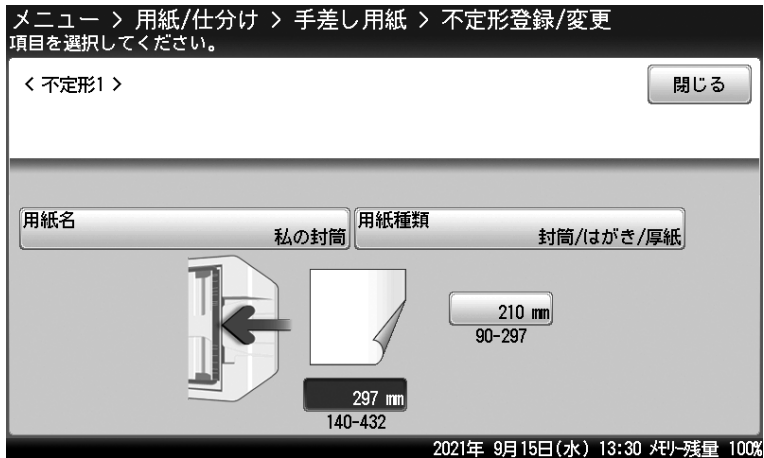 メニュー > 用紙/仕分け > 手差し用紙 > 不定形登録/変更
項目を選択してください。
< 不定形1 >
閉じる
用紙名
私の封筒
用紙種類
封筒/はがき/厚紙
210 mm
90-297
297 mm
140-432
2021年 9月15日(水) 13:30 ﾒﾓﾘｰ残量 100%